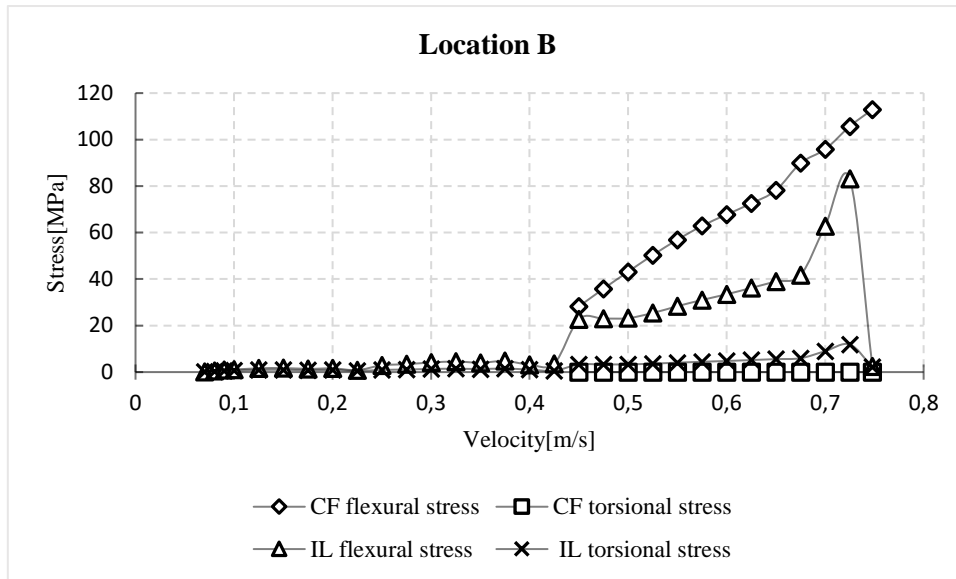 Location B
120
100
80
60
40
20
0
Stress[MPa]
0 0,1 0,2 0,3 0,4 0,5 0,6 0,7 0,8
Velocity[m/s]
CF flexural stress CF torsional stress
IL flexural stress IL torsional stress